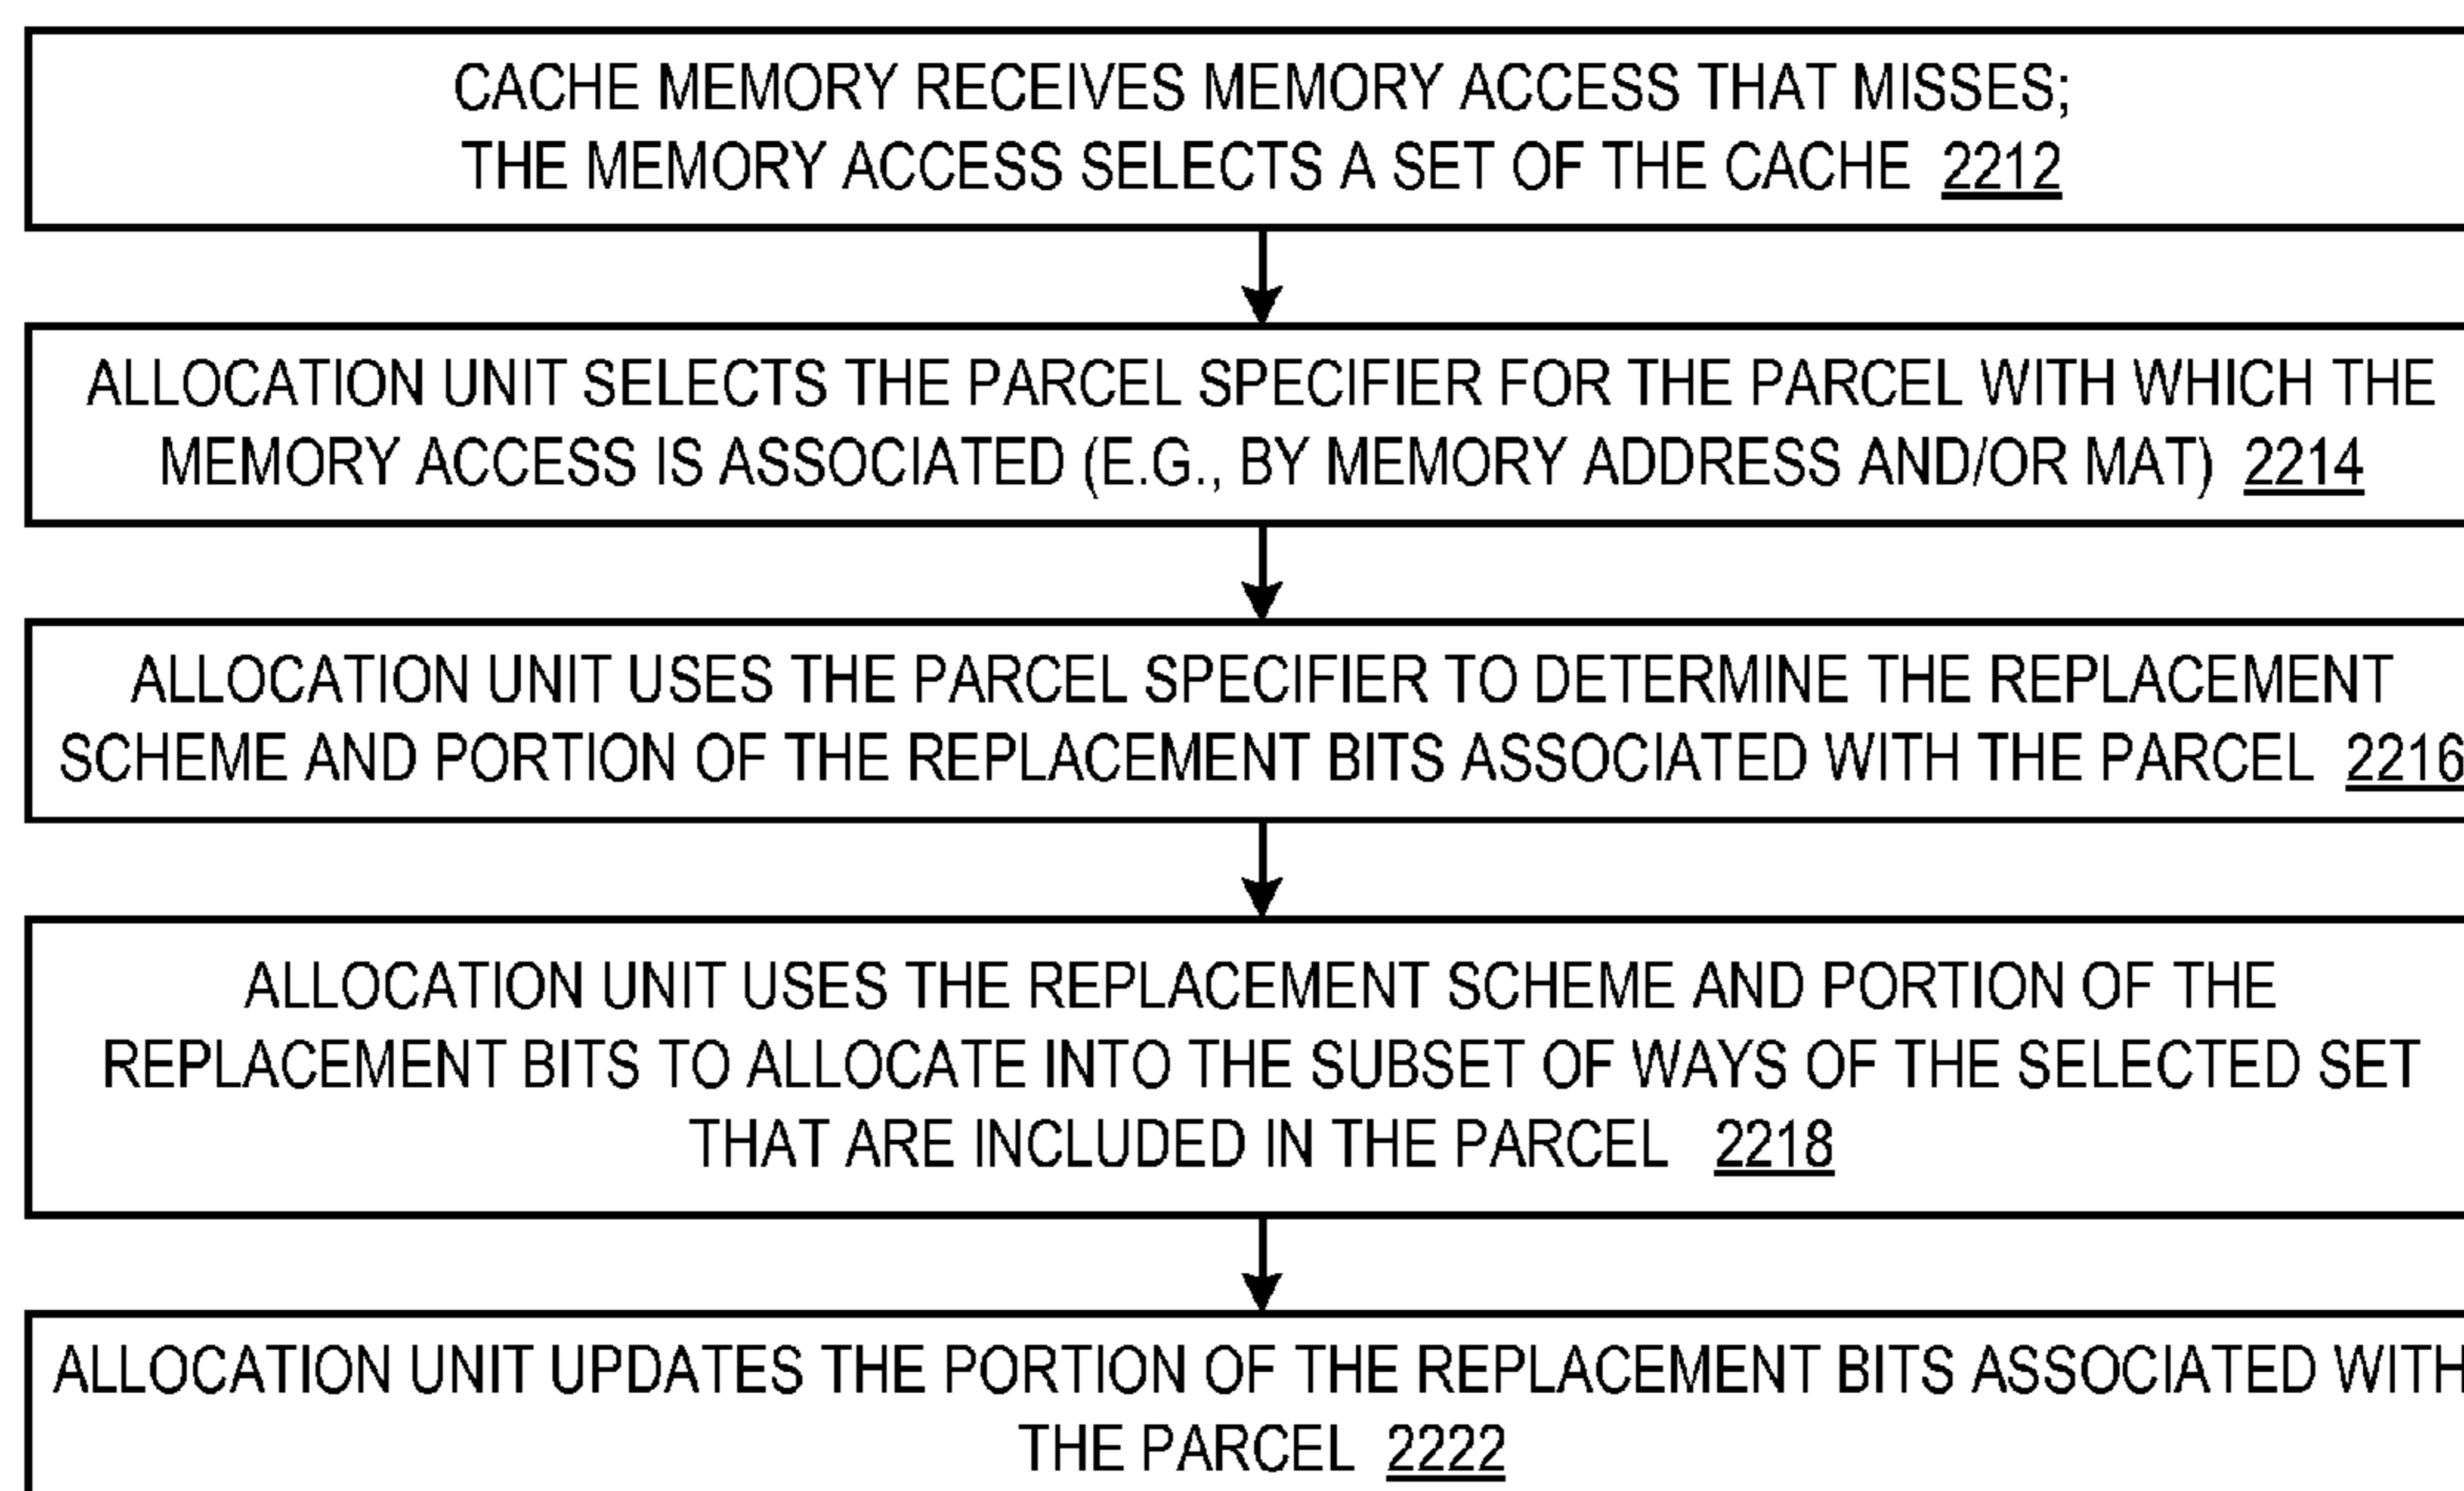 CACHE MEMORY RECEIVES MEMORY ACCESS THAT MISSES;
THE MEMORY ACCESS SELECTS A SET OF THE CACHE 2212
ALLOCATION UNIT SELECTS THE PARCEL SPECIFIER FOR THE PARCEL WITH WHICH THE
MEMORY ACCESS IS ASSOCIATED (E.G., BY MEMORY ADDRESS AND/OR MAT) 2214
ALLOCATION UNIT USES THE PARCEL SPECIFIER TO DETERMINE THE REPLACEMENT
SCHEME AND PORTION OF THE REPLACEMENT BITS ASSOCIATED WITH THE PARCEL 2216
ALLOCATION UNIT USES THE REPLACEMENT SCHEME AND PORTION OF THE
REPLACEMENT BITS TO ALLOCATE INTO THE SUBSET OF WAYS OF THE SELECTED SET
THAT ARE INCLUDED IN THE PARCEL 2218
ALLOCATION UNIT UPDATES THE PORTION OF THE REPLACEMENT BITS ASSOCIATED WITH
THE PARCEL 2222